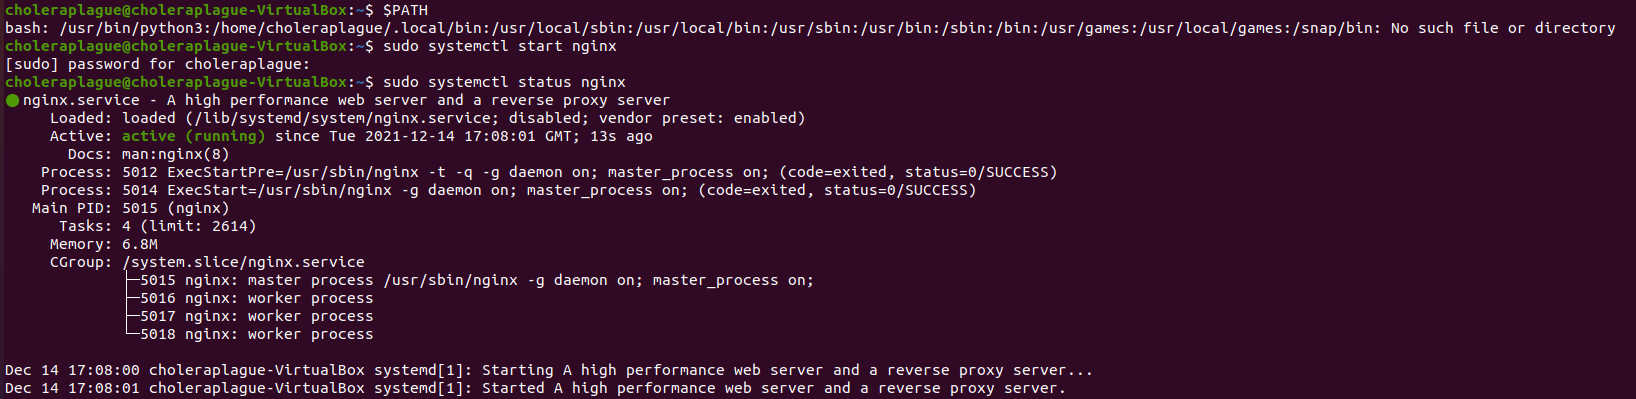 choleraplague@choleraplague-VirtualBox:~$ $PATH
bash: /usr/bin/python3:/home/choleraplague/.local/bin:/usr/local/sbin:/usr/local/bin:/usr/sbin:/usr/bin:/sbin:/bin:/usr/games:/usr/local/games:/snap/bin: No such file or directory
choleraplague@choleraplague-VirtualBox:~$ sudo systemctl start nginx
[sudo] password for choleraplague:
choleraplague@choleraplague-VirtualBox:~$ sudo systemctl status nginx
● nginx.service - A high performance web server and a reverse proxy server
     Loaded: loaded (/lib/systemd/system/nginx.service; disabled; vendor preset: enabled)
     Active: active (running) since Tue 2021-12-14 17:08:01 GMT; 13s ago
       Docs: man:nginx(8)
    Process: 5012 ExecStartPre=/usr/sbin/nginx -t -q -g daemon on; master_process on; (code=exited, status=0/SUCCESS)
    Process: 5014 ExecStart=/usr/sbin/nginx -g daemon on; master_process on; (code=exited, status=0/SUCCESS)
   Main PID: 5015 (nginx)
      Tasks: 4 (limit: 2614)
     Memory: 6.8M
     CGroup: /system.slice/nginx.service
             ├─5015 nginx: master process /usr/sbin/nginx -g daemon on; master_process on;
             ├─5016 nginx: worker process
             ├─5017 nginx: worker process
             └─5018 nginx: worker process

Dec 14 17:08:00 choleraplague-VirtualBox systemd[1]: Starting A high performance web server and a reverse proxy server...
Dec 14 17:08:01 choleraplague-VirtualBox systemd[1]: Started A high performance web server and a reverse proxy server.